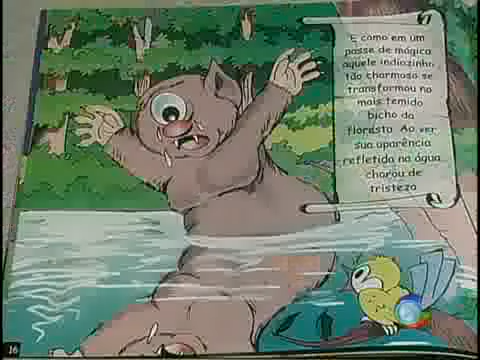 E como em um
passe de mágica
aquele indiozinho
tão charmoso se
transformou no
mais temido
bicho da
floresta. Ao ver
sua aparência
refletida na água
chorou de
tristeza
16